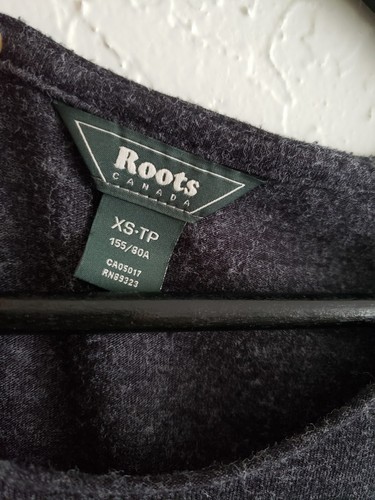 Roots
CANADA
XS-TP
155/80A
CA05017
RN89323